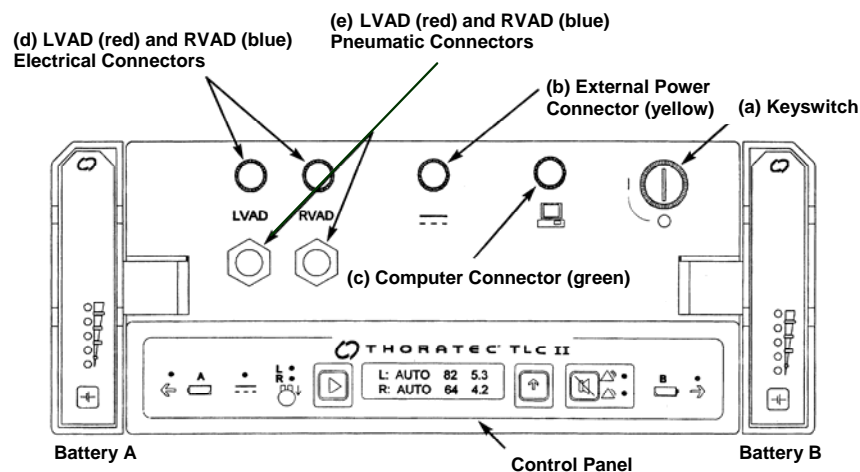 (e) LVAD (red) and RVAD (blue)
Pneumatic Connectors
(d) LVAD (red) and RVAD (blue)
Electrical Connectors
(b) External Power
Connector (yellow)
(a) Keyswitch
LVAD
RVAD
(c) Computer Connector (green)
THORATEC TLC II
A
L
R
L: AUTO 82 5.3
R: AUTO 64 4.2
B
Battery A
Control Panel
Battery B